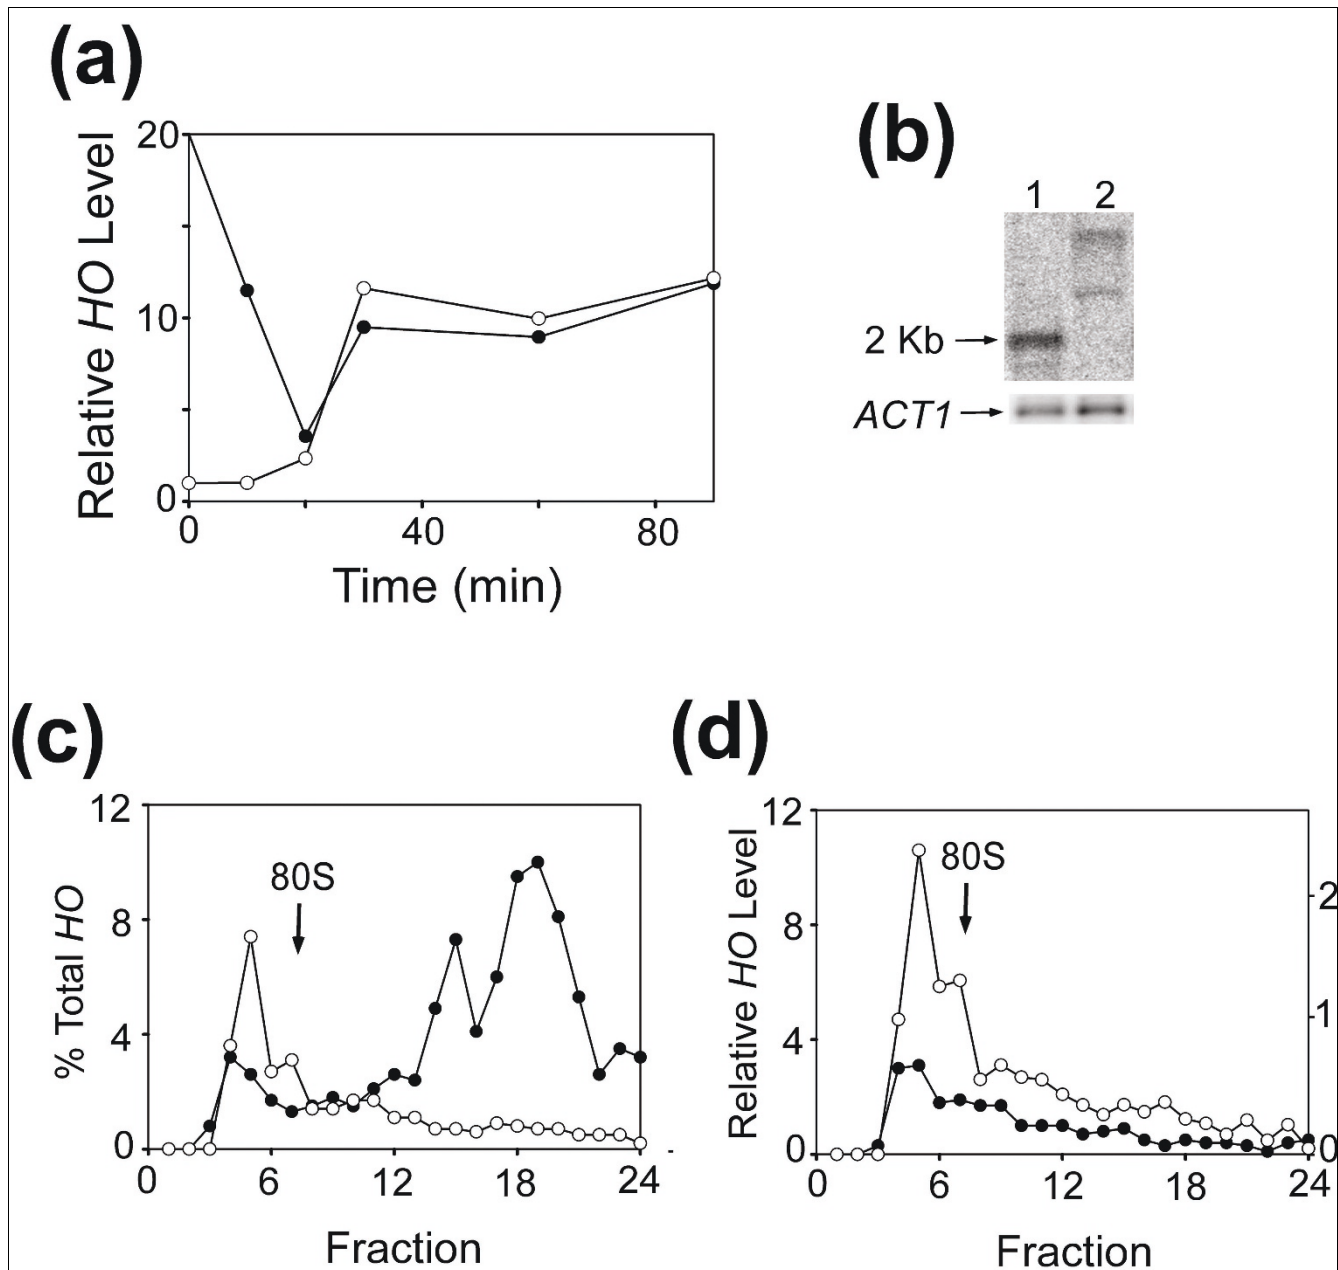 (a)
Relative HO Level
20
10
0
0 40 80
Time (min)
(b)
1 2
2 Kb
ACT1
(c)
% Total HO
12
8
4
0
80S
0 6 12 18 24
Fraction
(d)
Relative HO Level
12
8
4
0
80S
2
1
0
0 6 12 18 24
Fraction